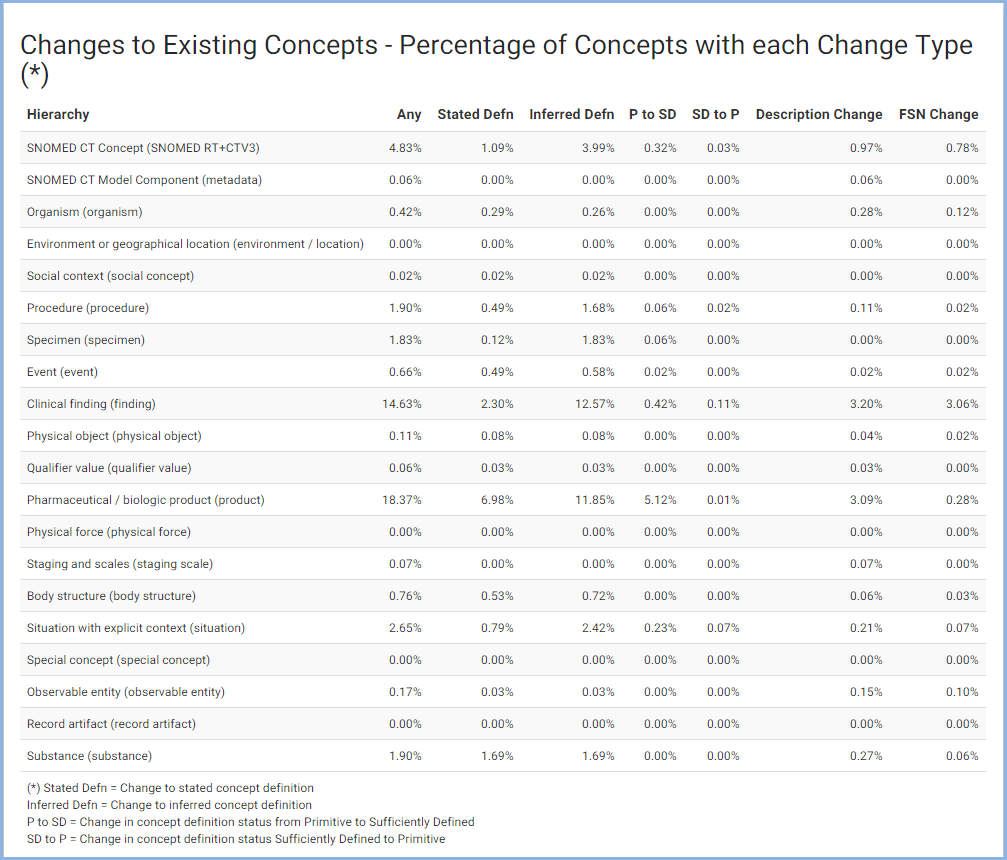 Changes to Existing Concepts - Percentage of Concepts with each Change Type
(*)
Hierarchy Any Stated Defn Inferred Defn P to SD SD to P Description Change FSN Change
SNOMED CT Concept (SNOMED RT+CTV3) 4.83% 1.09% 3.99% 0.32% 0.03% 0.97% 0.78%
SNOMED CT Model Component (metadata) 0.06% 0.00% 0.00% 0.00% 0.00% 0.06% 0.00%
Organism (organism) 0.42% 0.29% 0.26% 0.00% 0.00% 0.28% 0.12%
Environment or geographical location (environment / location) 0.00% 0.00% 0.00% 0.00% 0.00% 0.00% 0.00%
Social context (social concept) 0.02% 0.02% 0.02% 0.00% 0.00% 0.00% 0.00%
Procedure (procedure) 1.90% 0.49% 1.68% 0.06% 0.02% 0.11% 0.02%
Specimen (specimen) 1.83% 0.12% 1.83% 0.06% 0.00% 0.00% 0.00%
Event (event) 0.66% 0.49% 0.58% 0.02% 0.00% 0.02% 0.02%
Clinical finding (finding) 14.63% 2.30% 12.57% 0.42% 0.11% 3.20% 3.06%
Physical object (physical object) 0.11% 0.08% 0.08% 0.00% 0.00% 0.04% 0.02%
Qualifier value (qualifier value) 0.06% 0.03% 0.03% 0.00% 0.00% 0.03% 0.00%
Pharmaceutical / biologic product (product) 18.37% 6.98% 11.85% 5.12% 0.01% 3.09% 0.28%
Physical force (physical force) 0.00% 0.00% 0.00% 0.00% 0.00% 0.00% 0.00%
Staging and scales (staging scale) 0.07% 0.00% 0.00% 0.00% 0.00% 0.07% 0.00%
Body structure (body structure) 0.76% 0.53% 0.72% 0.00% 0.00% 0.06% 0.03%
Situation with explicit context (situation) 2.65% 0.79% 2.42% 0.23% 0.07% 0.21% 0.07%
Special concept (special concept) 0.00% 0.00% 0.00% 0.00% 0.00% 0.00% 0.00%
Observable entity (observable entity) 0.17% 0.03% 0.03% 0.00% 0.00% 0.15% 0.10%
Record artifact (record artifact) 0.00% 0.00% 0.00% 0.00% 0.00% 0.00% 0.00%
Substance (substance) 1.90% 1.69% 1.69% 0.00% 0.00% 0.27% 0.06%
(*) Stated Defn = Change to stated concept definition
Inferred Defn = Change to inferred concept definition
P to SD = Change in concept definition status from Primitive to Sufficiently Defined
SD to P = Change in concept definition status Sufficiently Defined to Primitive